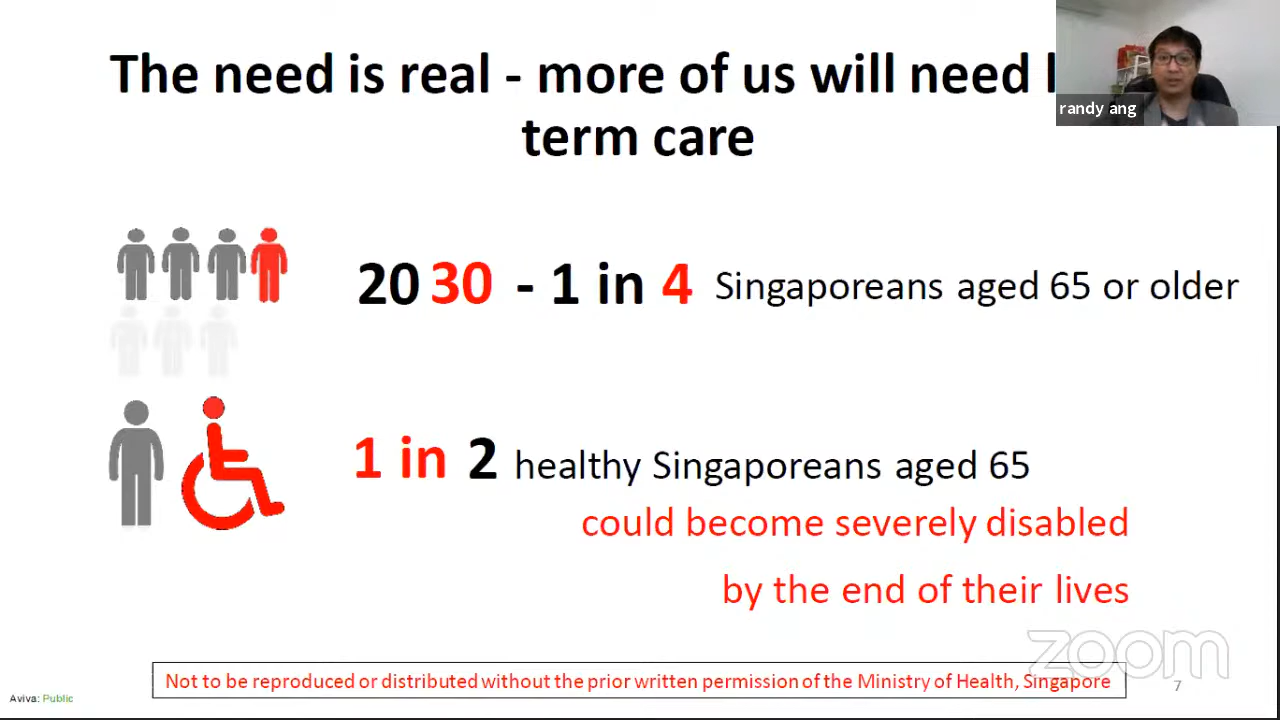 The need is real - more of us will need
term care
randy ang
2030 - 1 in 4 Singaporeans aged 65 or older
1 in 2 healthy Singaporeans aged 65
could become severely disabled
by the end of their lives
zoom
Not to be reproduced or distributed without the prior written permission of the Ministry of Health, Singapore
Aviva: Public
7